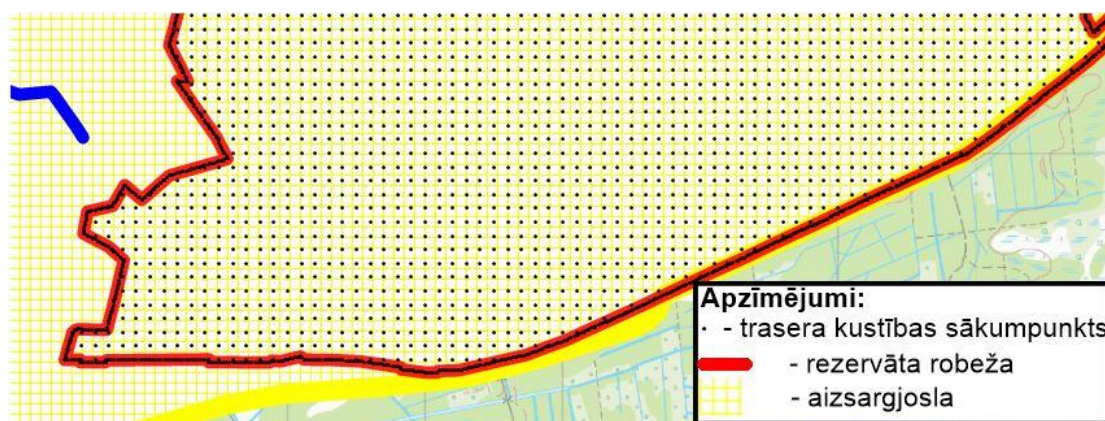 Apzīmējumi:
- trasera kustības sākumpunkts
- rezervāta robeža
- aizsargjosla